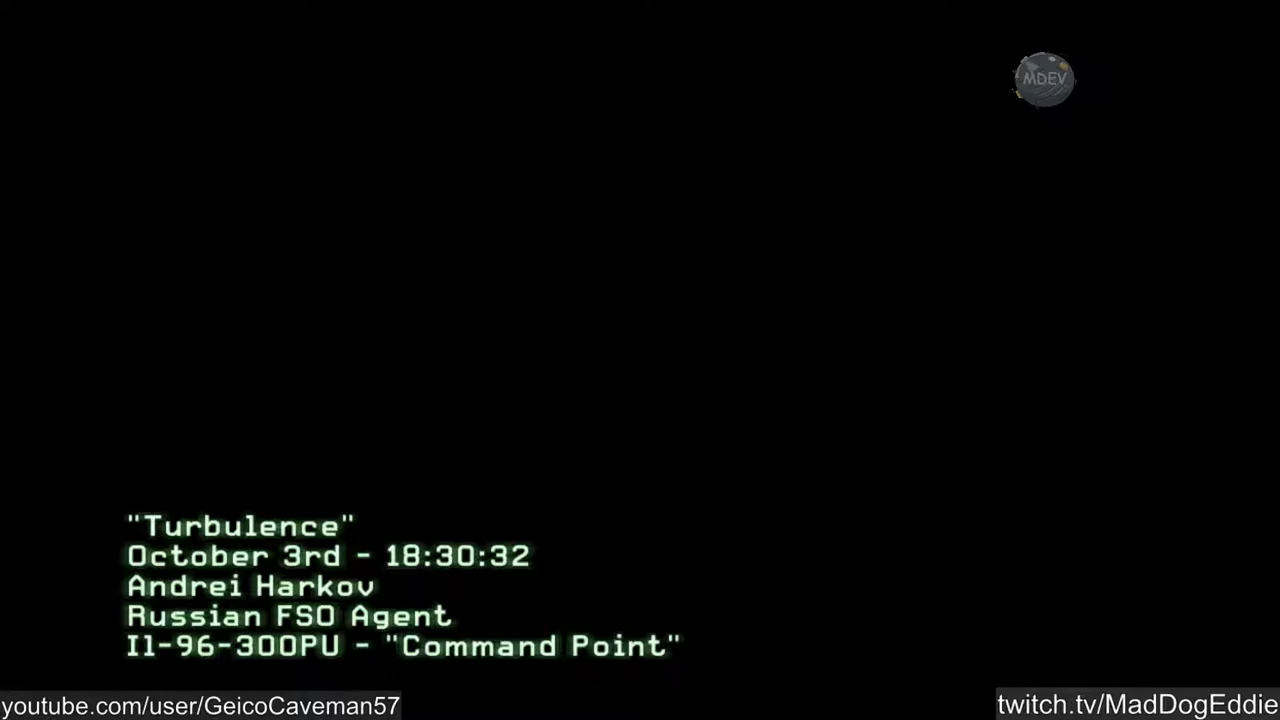 MDEV
"Turbulence"
October 3rd - 18:30:32
Andrei Harkov
Russian FSO Agent
Il-96-300PU - "Command Point"
youtube.com/user/GeicoCaveman57
twitch.tv/MadDogEddie